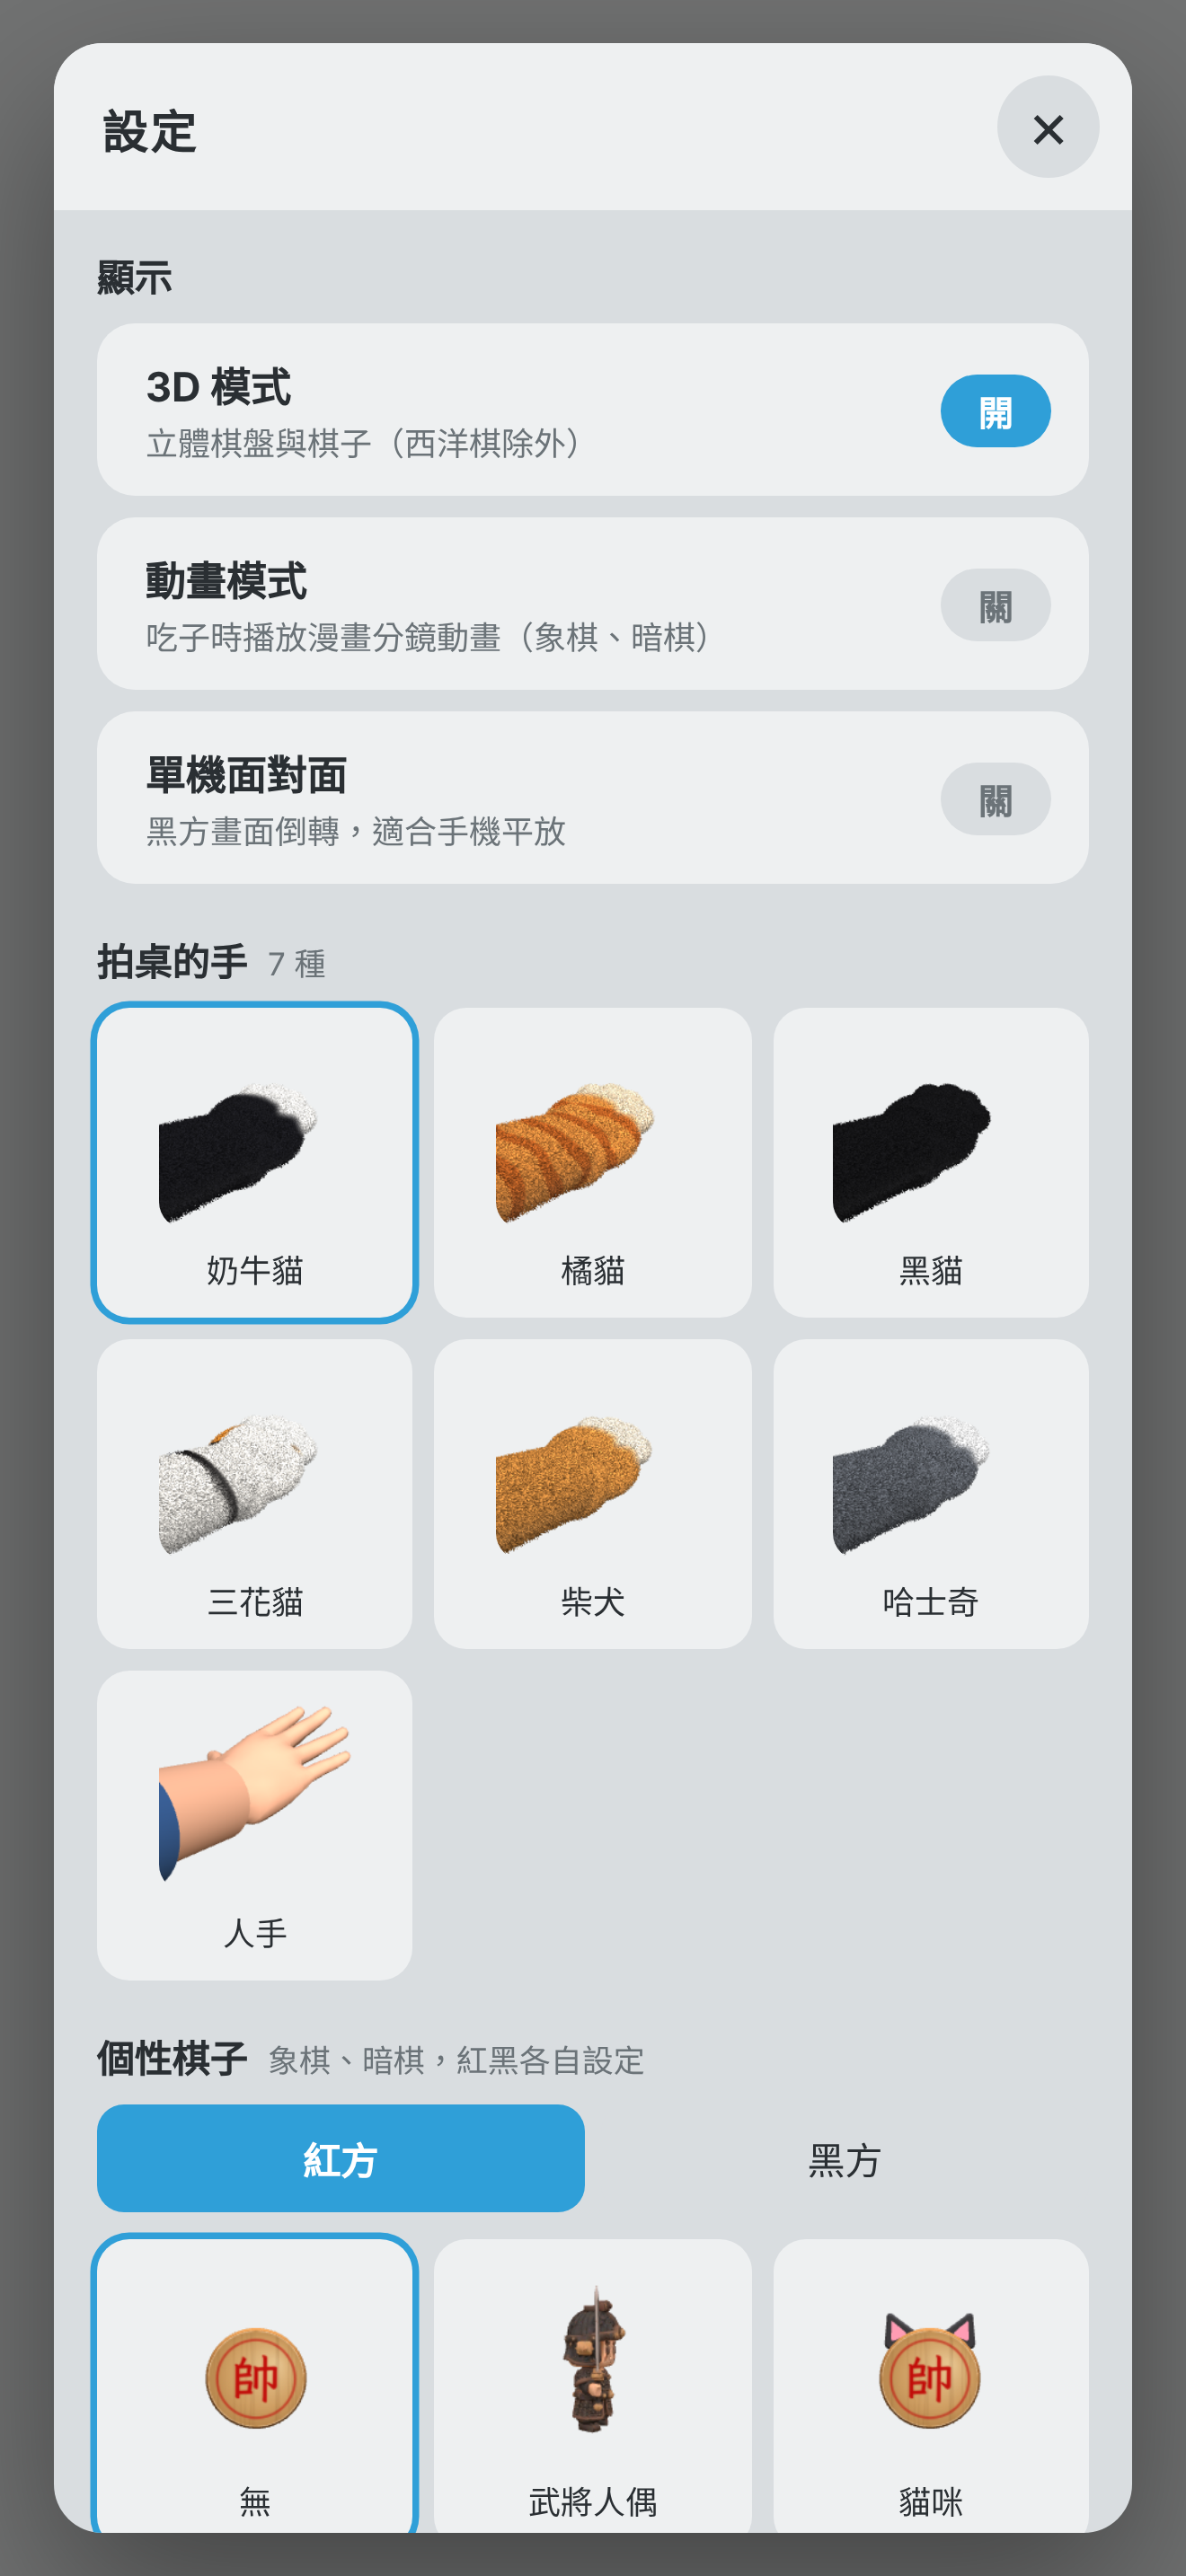 設定
顯示
3D 模式
立體棋盤與棋子（西洋棋除外）
開
動畫模式
吃子時播放漫畫分鏡動畫（象棋、暗棋）
關
單機面對面
黑方畫面倒轉，適合手機平放
關
拍桌的手 7 種
奶牛貓
橘貓
黑貓
三花貓
柴犬
哈士奇
人手
個性棋子 象棋、暗棋，紅黑各自設定
紅方
黑方
帥
帥
無
武將人偶
貓咪